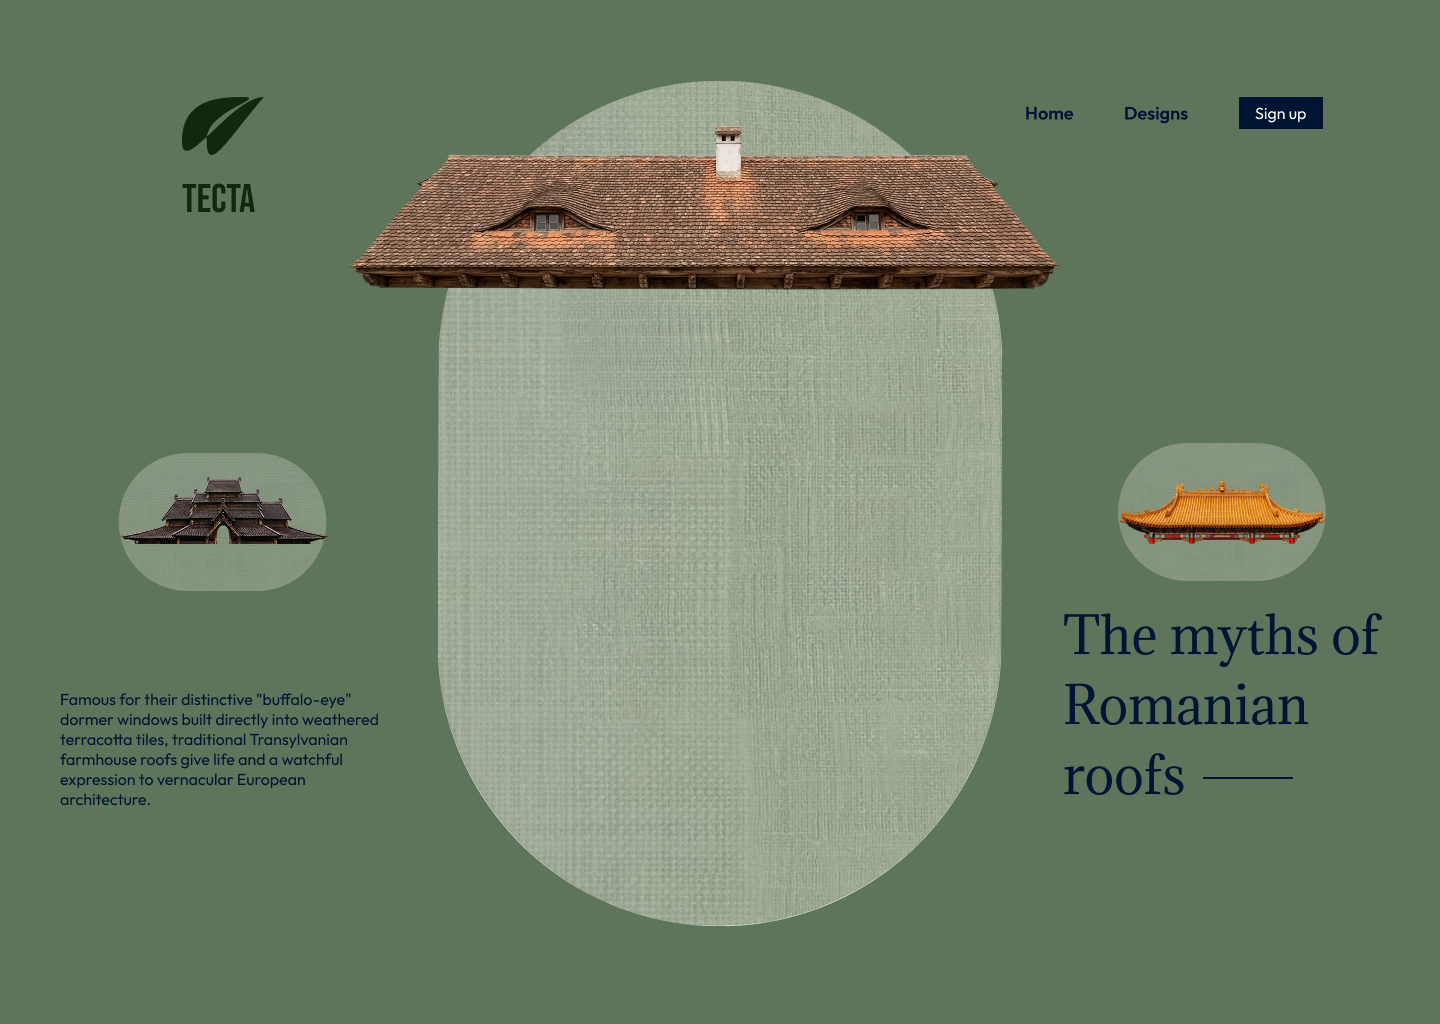 TECTA
Home
Designs
Sign up
The myths of
Romanian
roofs
Famous for their distinctive "buffalo-eye"
dormer windows built directly into weathered
terracotta tiles, traditional Transylvanian
farmhouse roofs give life and a watchful
expression to vernacular European
architecture.